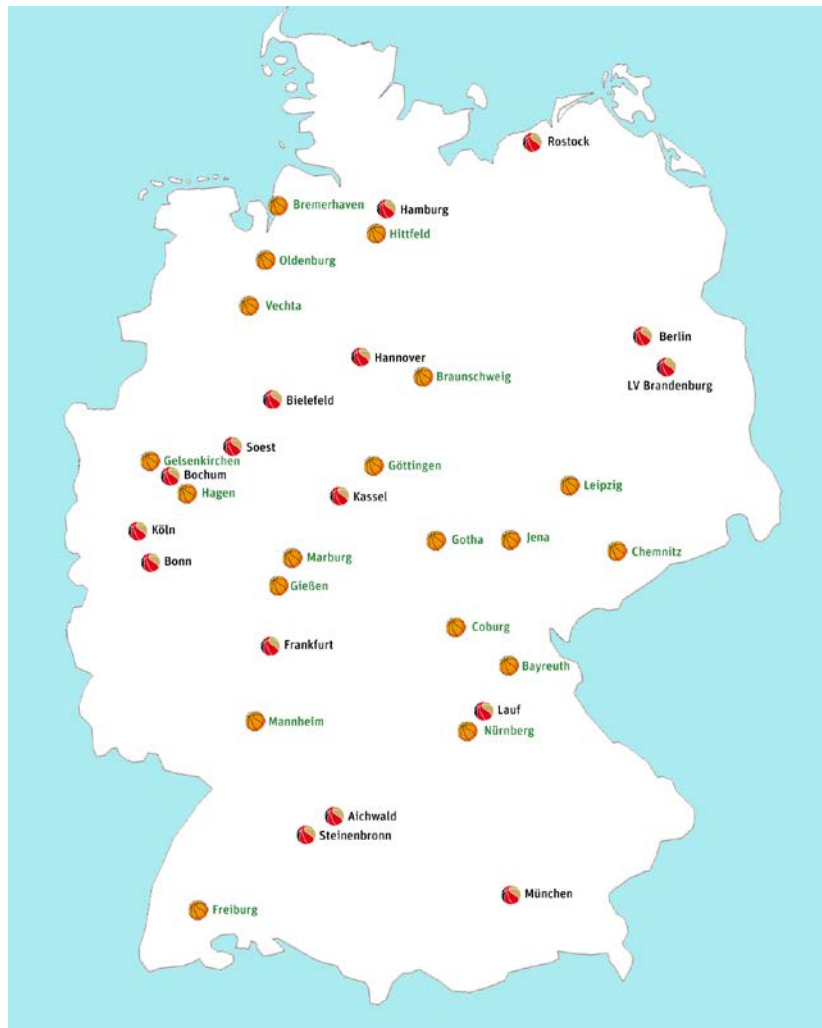 Rostock
Bremerhaven
Hamburg
Hittfeld
Oldenburg
Vechta
Berlin
Hannover
LV Brandenburg
Braunschweig
Bielefeld
Soest
Gelsenkirchen
Göttingen
Bochum
Leipzig
Hagen
Kassel
Köln
Gotha
Jena
Chemnitz
Marburg
Bonn
Gießen
Coburg
Frankfurt
Bayreuth
Lauf
Mannheim
Nürnberg
Aichwald
Steinenbronn
München
Freiburg